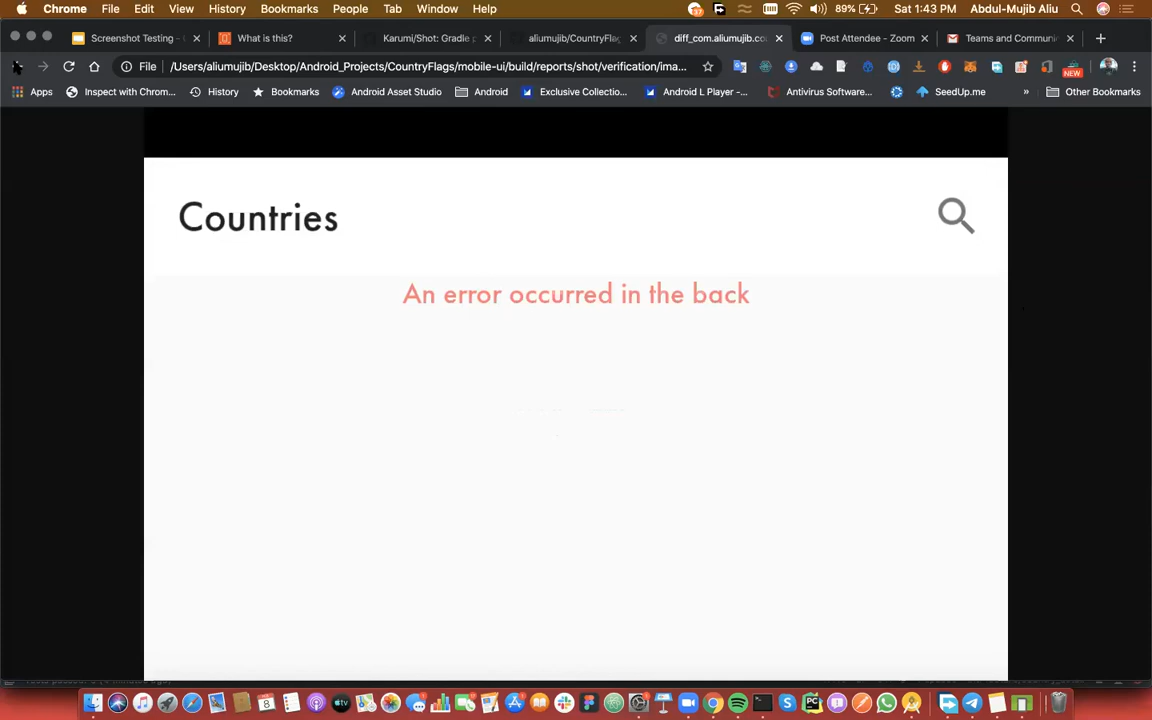 Chrome File Edit View History Bookmarks People Tab Window Help 89% Sat 1:43 PM Abdul-Mujib Aliu
Screenshot Testing - What is this? Karumi/Shot: Gradle p aliumujib/CountryFlag diff_com.aliumujib.cou Post Attendee - Zoom Teams and Communi
File /Users/aliumujib/Desktop/Android_Projects/CountryFlags/mobile-ui/build/reports/shot/verification/ima... NEW
Apps Inspect with Chrom... History Bookmarks Android Asset Studio Android Exclusive Collectio... Android L Player -... Antivirus Software... SeedUp.me » Other Bookmarks
Countries
An error occurred in the back